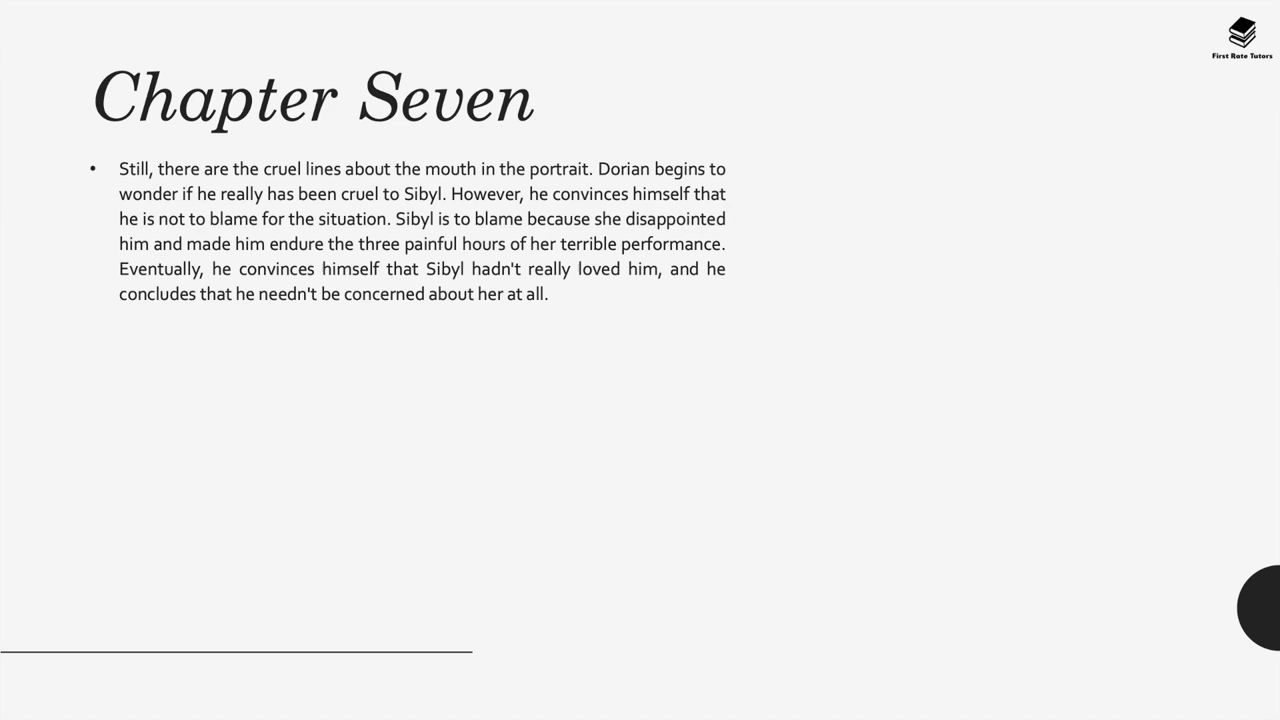 First Rate Tutors
Chapter Seven
• Still, there are the cruel lines about the mouth in the portrait. Dorian begins to
wonder if he really has been cruel to Sibyl. However, he convinces himself that
he is not to blame for the situation. Sibyl is to blame because she disappointed
him and made him endure the three painful hours of her terrible performance.
Eventually, he convinces himself that Sibyl hadn't really loved him, and he
concludes that he needn't be concerned about her at all.